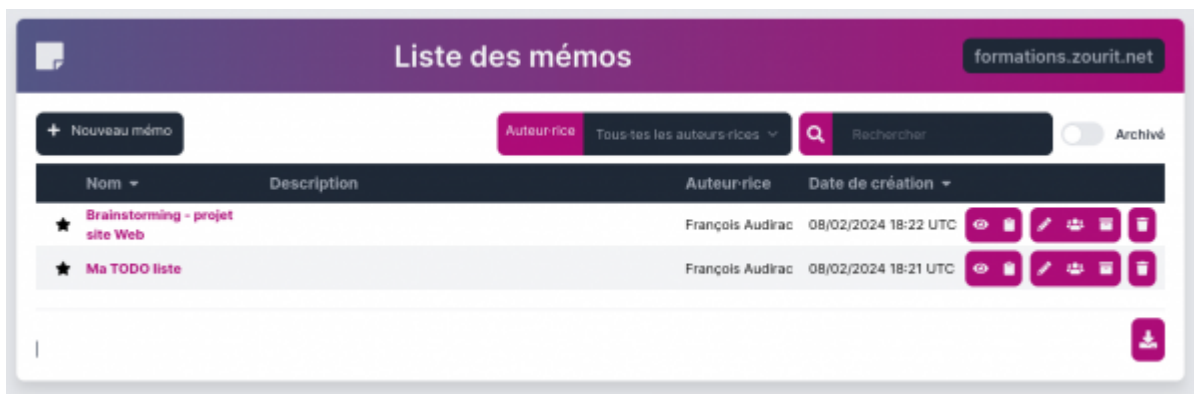 Liste des mémos
formations.zourit.net
+ Nouveau mémo
Auteur·rice
Tous·tes les auteurs·rices
Rechercher
Archivé
Nom Description Auteur·rice Date de création
Brainstorming - projet site Web François Audirac 08/02/2024 18:22 UTC
Ma TODO liste François Audirac 08/02/2024 18:21 UTC